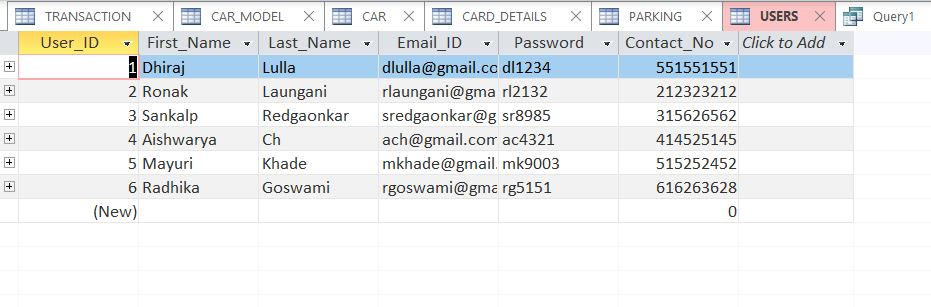 TRANSACTION CAR_MODEL CAR CARD_DETAILS PARKING USERS Query1
User_ID First_Name Last_Name Email_ID Password Contact_No Click to Add
1 Dhiraj Lulla dlulla@gmail.co dl1234 551551551
2 Ronak Laungani rlaungani@gma rl2132 212323212
3 Sankalp Redgaonkar sredgaonkar@g sr8985 315626562
4 Aishwarya Ch ach@gmail.com ac4321 414525145
5 Mayuri Khade mkhade@gmail. mk9003 515252452
6 Radhika Goswami rgoswami@gma rg5151 616263628
(New) 0